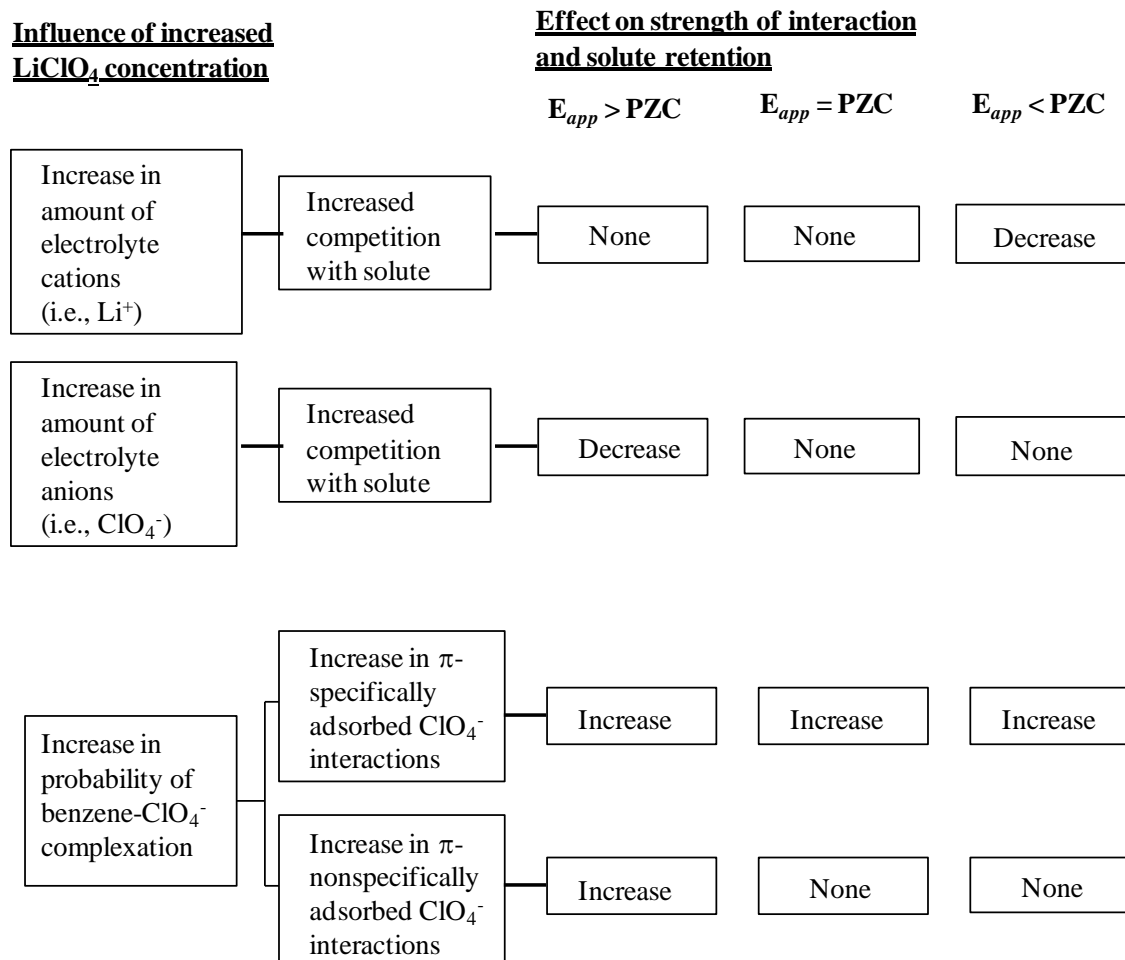 Influence of increased
LiClO4 concentration
Effect on strength of interaction
and solute retention
Eapp > PZC
Eapp = PZC
Eapp < PZC
Increase in
amount of
electrolyte
cations
(i.e., Li+)
Increased
competition
with solute
None
None
Decrease
Increase in
amount of
electrolyte
anions
(i.e., ClO4-)
Increased
competition
with solute
Decrease
None
None
Increase in
probability of
benzene-ClO4-
complexation
Increase in π-
specifically
adsorbed ClO4-
interactions
Increase
Increase
Increase
Increase in π-
nonspecifically
adsorbed ClO4-
interactions
Increase
None
None